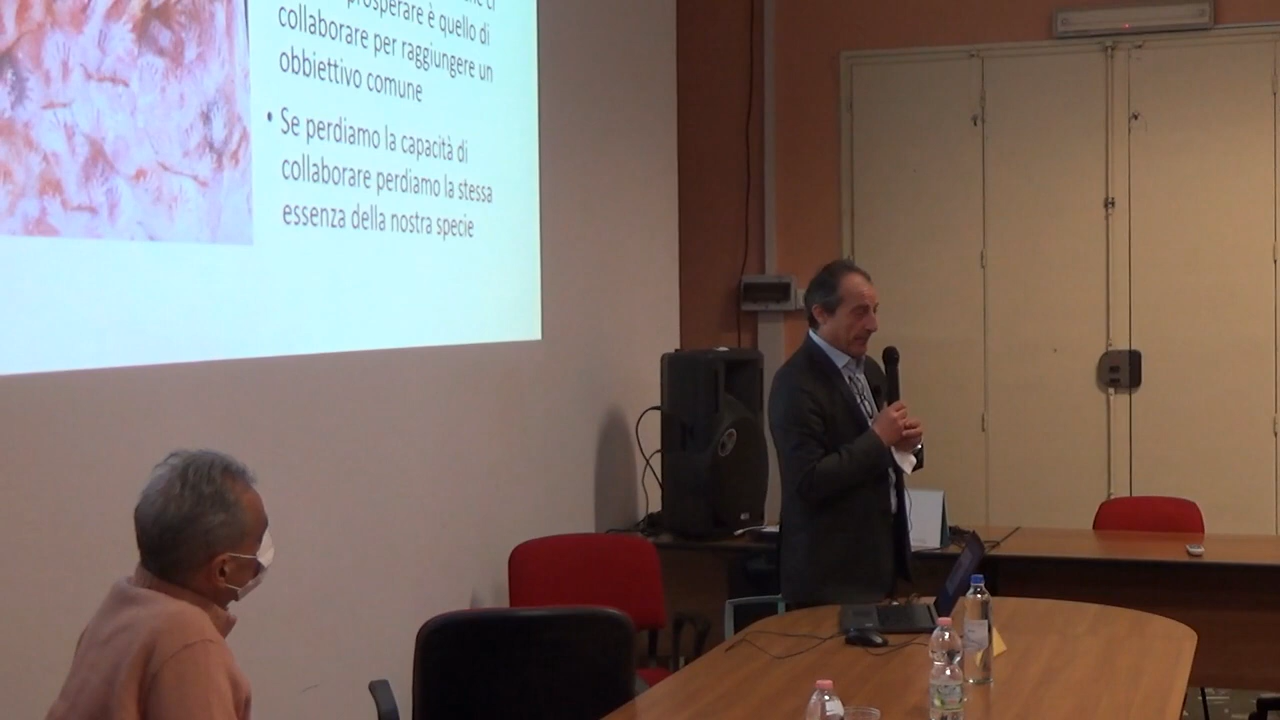 prosperare è quello di
collaborare per raggiungere un
obbiettivo comune
• Se perdiamo la capacità di
collaborare perdiamo la stessa
essenza della nostra specie